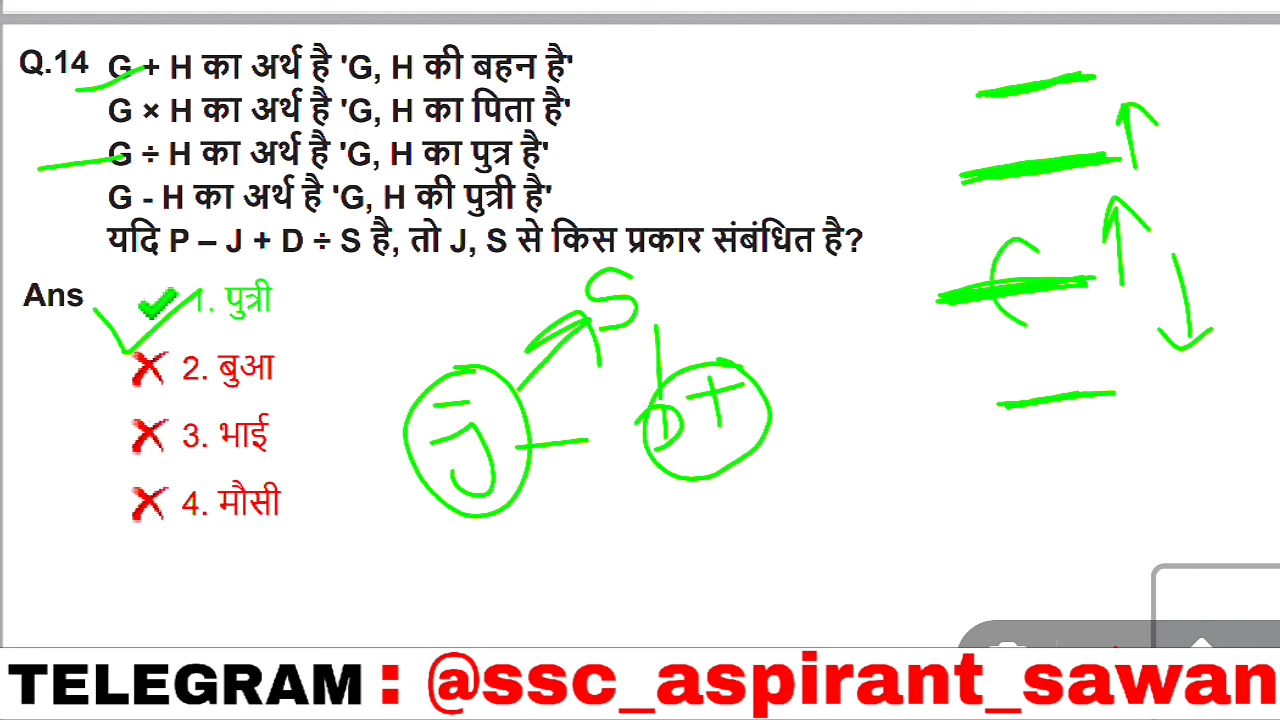 Q.14 G + H का अर्थ है 'G, H की बहन है'
G × H का अर्थ है 'G, H का पिता है'
G ÷ H का अर्थ है 'G, H का पुत्र है'
G - H का अर्थ है 'G, H की पुत्री है'
यदि P – J + D ÷ S है, तो J, S से किस प्रकार संबंधित है?
Ans 1. पुत्री
2. बुआ
3. भाई
4. मौसी
S
J – D +
TELEGRAM : @ssc_aspirant_sawan